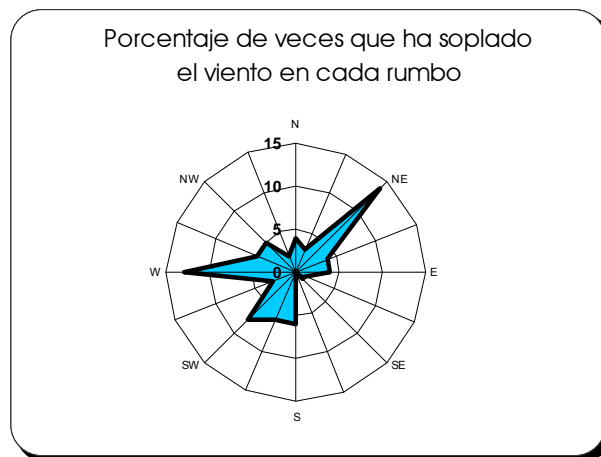 Porcentaje de veces que ha soplado
el viento en cada rumbo
N
15
NW
NE
10
5
W
0
E
SW
SE
S